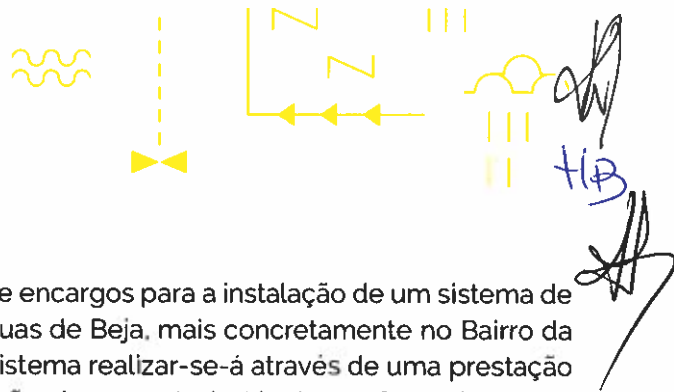 HB
e encargos para a instalação de um sistema de
uas de Beja, mais concretamente no Bairro da
istema realizar-se-á através de uma prestação